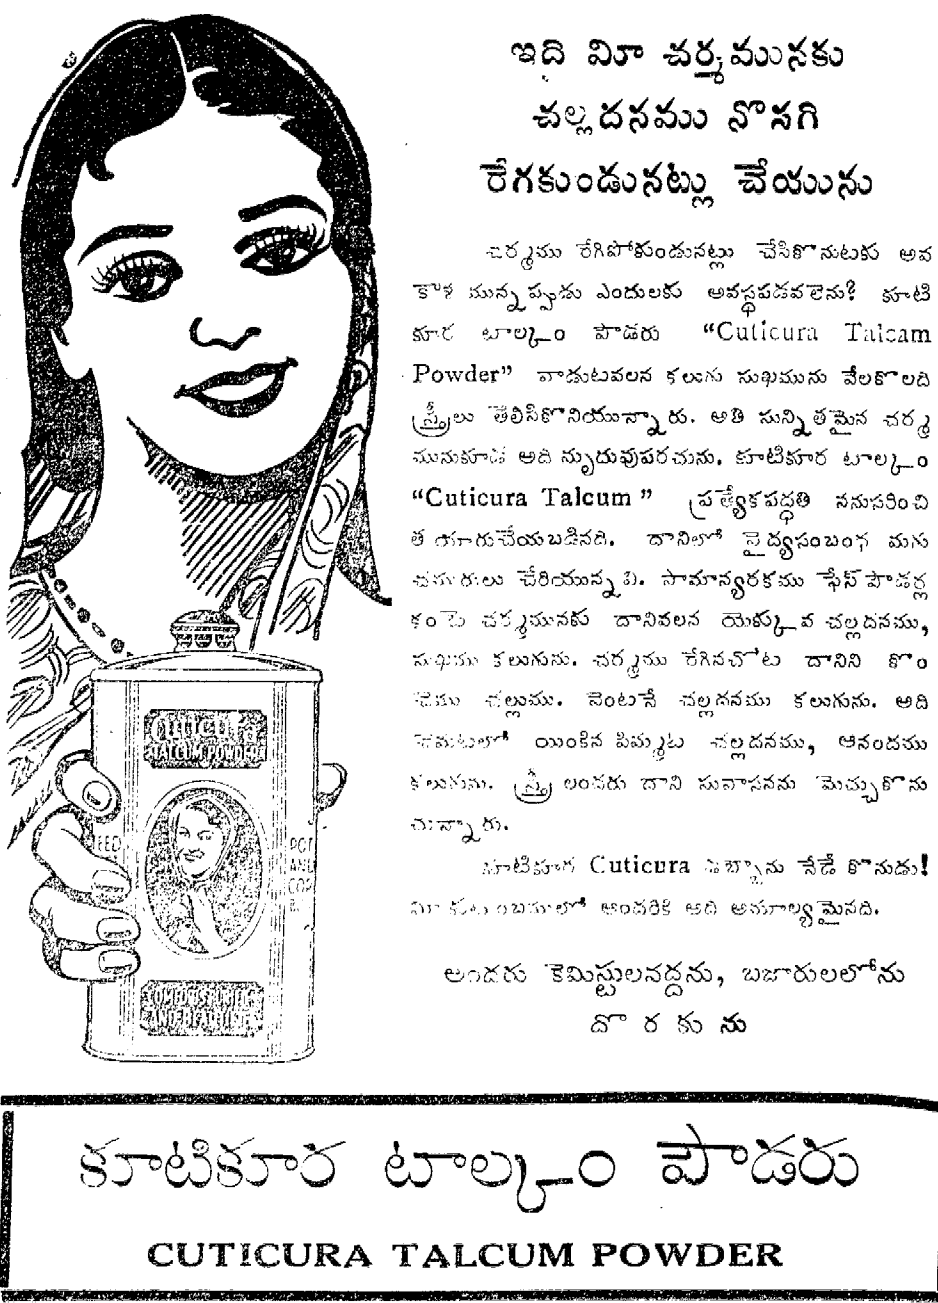 ఇది మీ చర్మమునకు
చల్లదనము నొసగి
రేగకుండునట్లు చేయును
చర్మము రేగిపోకుండునట్లు చేసికొనుటకు అవ
కాశ మున్నప్పుడు ఎందులకు అవస్థపడవలెను? కూటి
కూర టాల్కం పౌడరు “Cuticura Talcam
Powder” వాడుటవలన కలుగు సుఖమును వేలకొలది
స్త్రీలు తెలిసికొనియున్నారు. అతి సున్నితమైన చర్మ
మునుకూడ అది మృదువుపరచును. కూటికూర టాల్కం
“Cuticura Talcum” ప్రత్యేకపద్ధతి ననుసరించి
తయారుచేయబడినది. దానిలో వైద్యసంబంధ మగు
చేరియున్నవి. సామాన్యరకము ఫేస్ పౌడర్ల
కంటె చర్మమునకు దానివలన యెక్కువ చల్లదనము,
సుఖము కలుగును. చర్మము రేగినచోట దానిని కొం
చెము చల్లుము. వెంటనే చల్లదనము కలుగును. అది
చెమటలో యింకిన పిమ్మట చల్లదనము, ఆనందము
కలుగును. స్త్రీ లందరు దాని సువాసనను మెచ్చుకొను
చున్నారు.
కూటికూర Cuticura డబ్బాను నేడే కొనుడు!
మీ కుటుంబములో అందరికి అది అమూల్యమైనది.
అందరు కెమిస్టులవద్దను, బజారులలోను
దొరకును
cuticura
TALCUM POWDER
కూటికూర టాల్కం పౌడరు
CUTICURA TALCUM POWDER